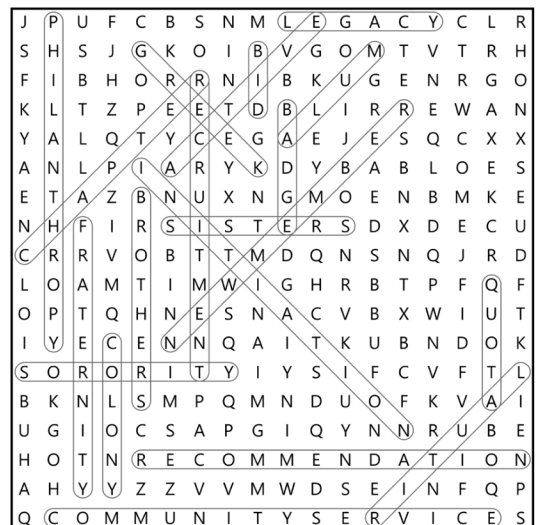 J P U F C B S N M L E G A C Y C L R
S H S J G K O I B V G O M T V T R H
F I B H O R R N I B K U G E N R G O
K L T Z P E E T D B L I R R E W A N
Y A L Q T Y C E G A E J E S Q C X X
A N L P I A R Y K D Y B A B L O E S
E T A Z B N U X N G M O E N B M K E
N H F I R S I S T E R S D X D E C U
C R R V O B T T M D Q N S N Q J R D
L O A M T I M W I G H R B T P F Q F
O P T Q H N E S N A C V B X W I U T
I Y E C E N N Q A I T K U B N D O K
S O R O R I T Y I Y S I F C V F T L
B K N L S M P Q M N D U O F K V A I
U G I O C S A P G I Q Y N N R U B E
H O T N R E C O M M E N D A T I O N
A H Y Y Z Z V V M W D S E I N F Q P
Q C O M M U N I T Y S E R V I C E S